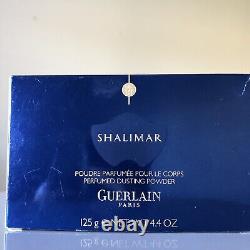 SHALIMAR
POUDRE PARFUMÉE POUR LE CORPS
PERFUMED DUSTING POWDER
GUERLAIN
PARIS
125 g 4.4 OZ